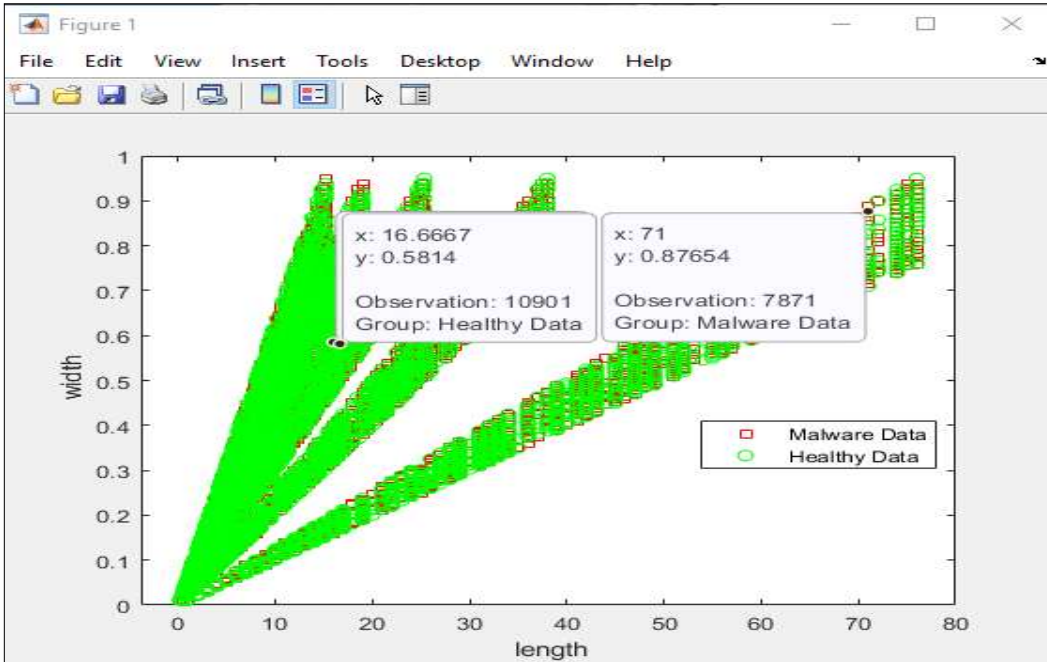 Figure 1
File Edit View Insert Tools Desktop Window Help
1
0.9
0.8
0.7
0.6
0.5
0.4
0.3
0.2
0.1
0
width
x: 16.6667
y: 0.5814
Observation: 10901
Group: Healthy Data
x: 71
y: 0.87654
Observation: 7871
Group: Malware Data
Malware Data
Healthy Data
0 10 20 30 40 50 60 70 80
length